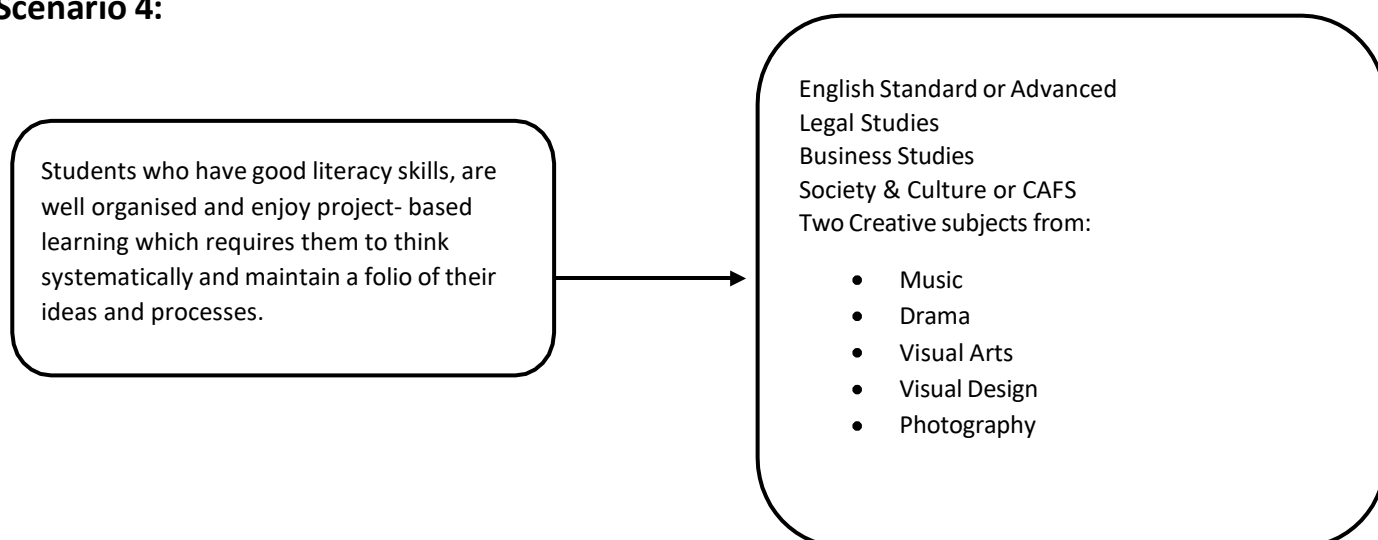 Scenario 4:
Students who have good literacy skills, are
well organised and enjoy project- based
learning which requires them to think
systematically and maintain a folio of their
ideas and processes.
English Standard or Advanced
Legal Studies
Business Studies
Society & Culture or CAFS
Two Creative subjects from:
• Music
• Drama
• Visual Arts
• Visual Design
• Photography